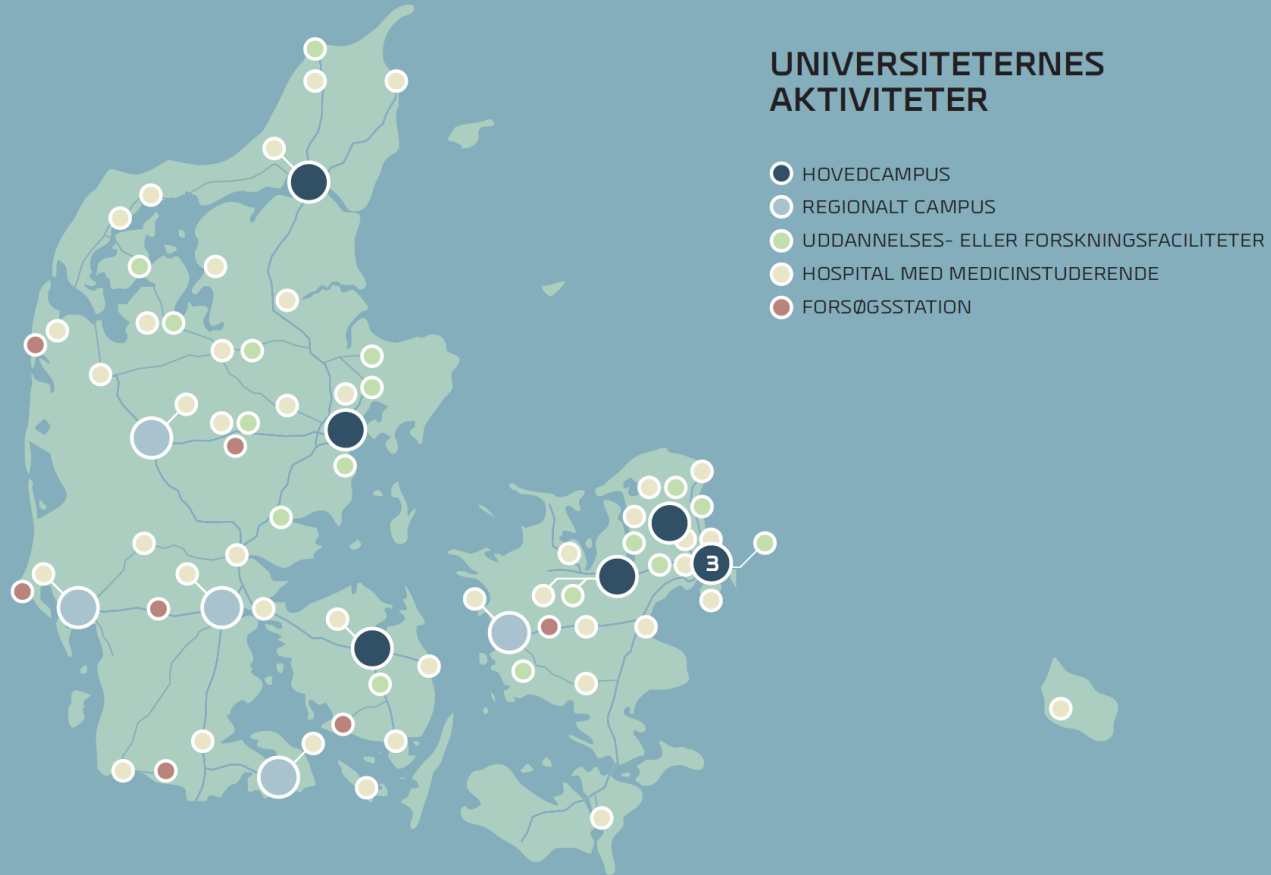 UNIVERSITETERNES
AKTIVITETER
HOVEDCAMPUS
REGIONALT CAMPUS
UDDANNELSES- ELLER FORSKNINGSFACILITETER
HOSPITAL MED MEDICINSTUDERENDE
FORSØGSSTATION
3